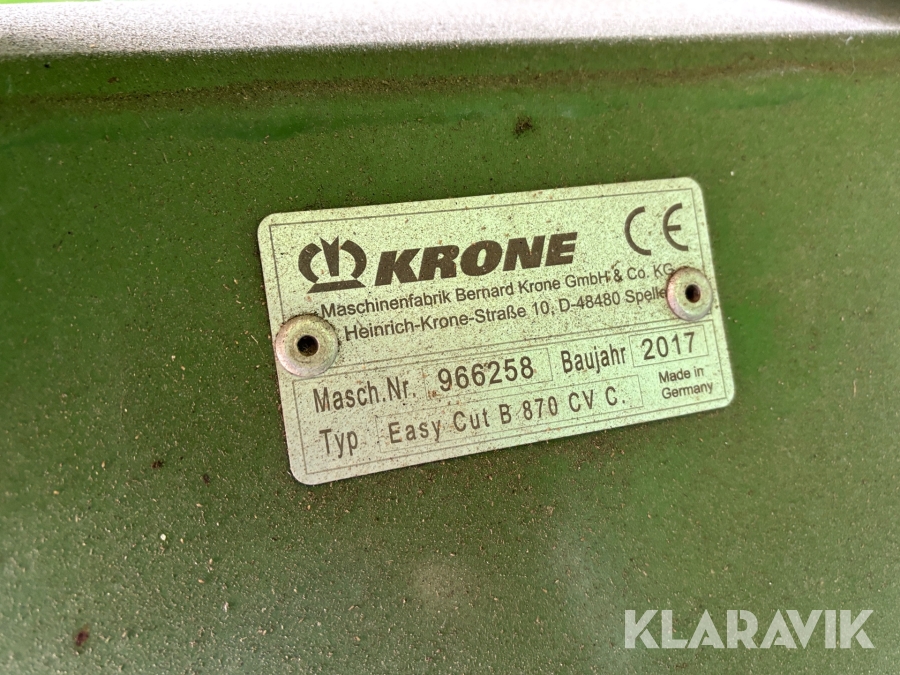 KRONE CE
Maschinenfabrik Bernard Krone GmbH & Co. KG
Heinrich-Krone-Straße 10, D-48480 Spelle
Masch.Nr. 966258 Baujahr 2017
Typ Easy Cut B 870 CV C.
Made in
Germany
KLARAVIK